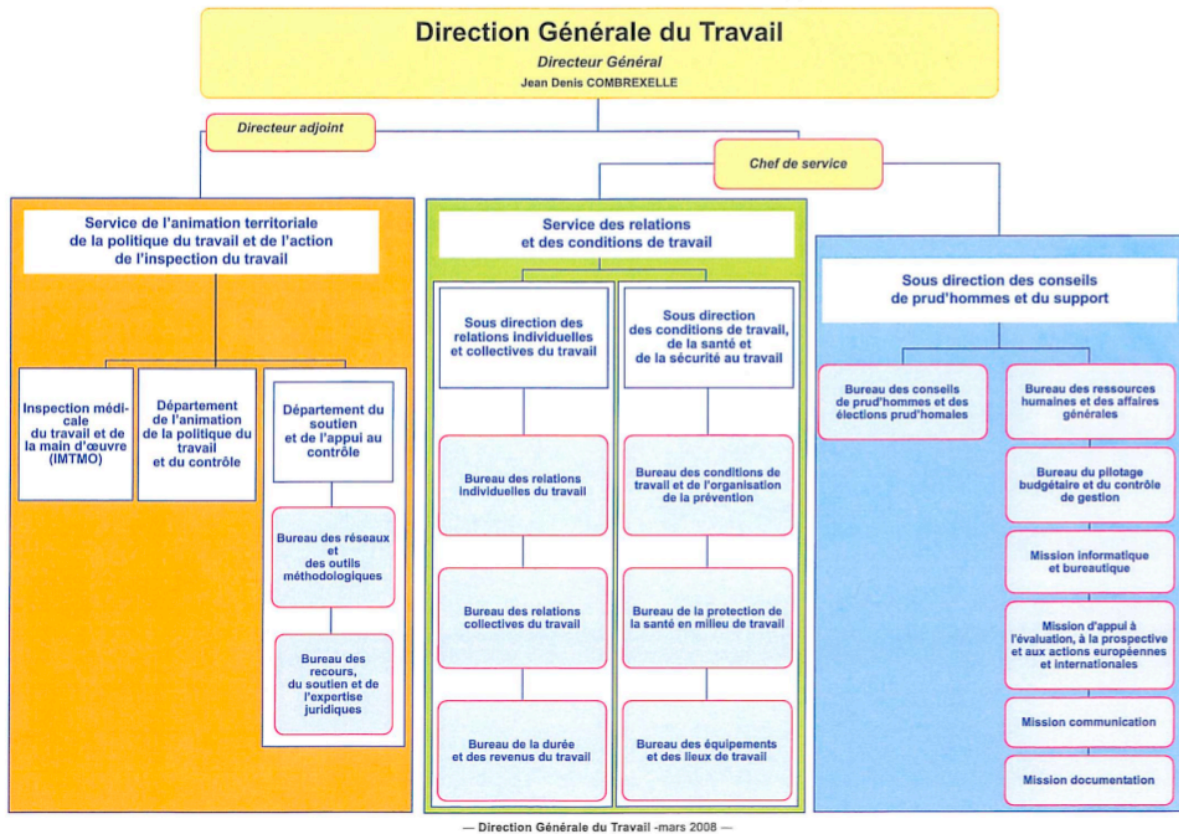 Direction Générale du Travail
Directeur Général
Jean Denis COMBREXELLE
Directeur adjoint
Chef de service
Service de l'animation territoriale
de la politique du travail et de l'action
de l'inspection du travail
Inspection médi-
cale
du travail et de
la main d'œuvre
(IMTMO)
Département
de l'animation
de la politique du
travail
et du contrôle
Département du
soutien
et de l'appui au
contrôle
Bureau des réseaux
et
des outils
méthodologiques
Bureau des
recours,
du soutien et de
l'expertise
juridiques
Service des relations
et des conditions de travail
Sous direction des
relations individuelles
et collectives du travail
Bureau des relations
individuelles du travail
Bureau des relations
collectives du travail
Bureau de la durée
et des revenus du travail
Sous direction
des conditions de travail,
de la santé et
de la sécurité au travail
Bureau des conditions de
travail et de l'organisation
de la prévention
Bureau de la protection de
la santé en milieu de travail
Bureau des équipements
et des lieux de travail
Sous direction des conseils
de prud'hommes et du support
Bureau des conseils
de prud'hommes et des
élections prud'homales
Bureau des ressources
humaines et des affaires
générales
Bureau du pilotage
budgétaire et du contrôle
de gestion
Mission informatique
et bureautique
Mission d'appui à
l'évaluation, à la prospective
et aux actions européennes
et internationales
Mission communication
Mission documentation
— Direction Générale du Travail -mars 2008 —